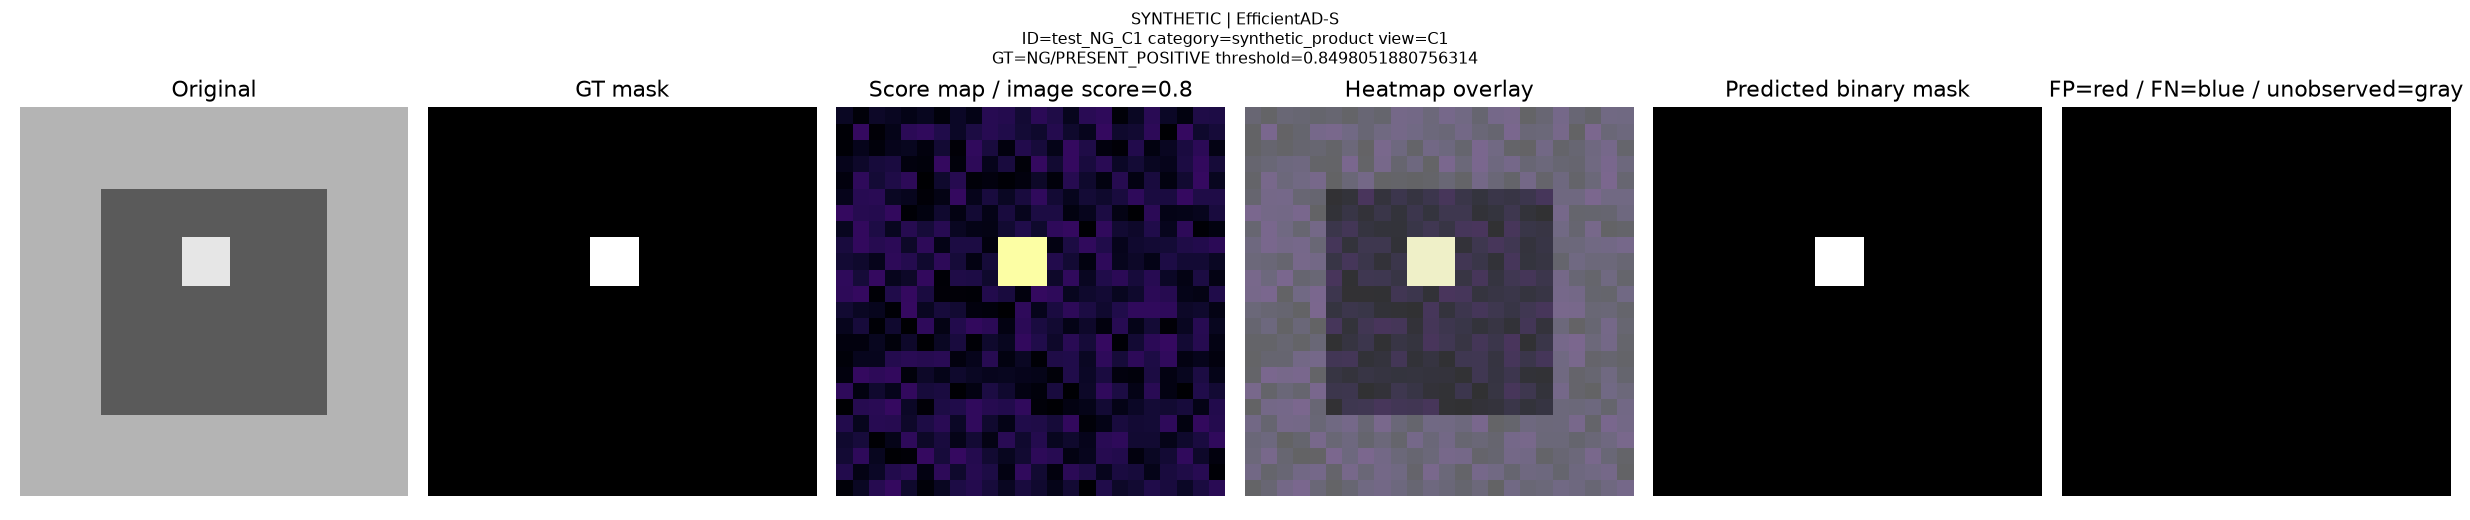 SYNTHETIC | EfficientAD-S
ID=test_NG_C1 category=synthetic_product view=C1
GT=NG/PRESENT_POSITIVE threshold=0.8498051880756314
Original
GT mask
Score map / image score=0.8
Heatmap overlay
Predicted binary mask
FP=red / FN=blue / unobserved=gray